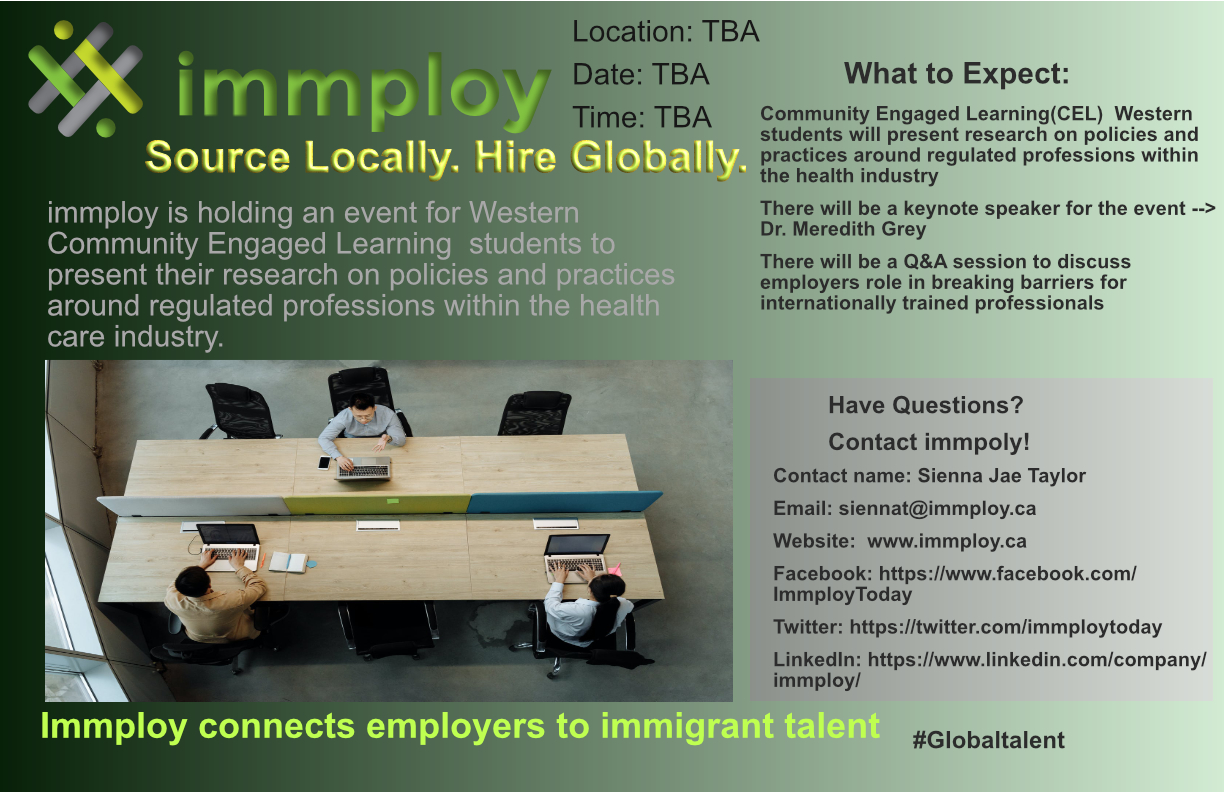 immploy
Source Locally. Hire Globally.
Location: TBA
Date: TBA
Time: TBA
immploy is holding an event for Western
Community Engaged Learning  students to
present their research on policies and practices
around regulated professions within the health
care industry.
What to Expect:
Community Engaged Learning(CEL)  Western
students will present research on policies and
practices around regulated professions within
the health industry
There will be a keynote speaker for the event -->
Dr. Meredith Grey
There will be a Q&A session to discuss
employers role in breaking barriers for
internationally trained professionals
Have Questions?
Contact immpoly!
Contact name: Sienna Jae Taylor
Email: siennat@immploy.ca
Website:  www.immploy.ca
Facebook: https://www.facebook.com/
ImmployToday
Twitter: https://twitter.com/immploytoday
LinkedIn: https://www.linkedin.com/company/
immploy/
Immploy connects employers to immigrant talent
#Globaltalent